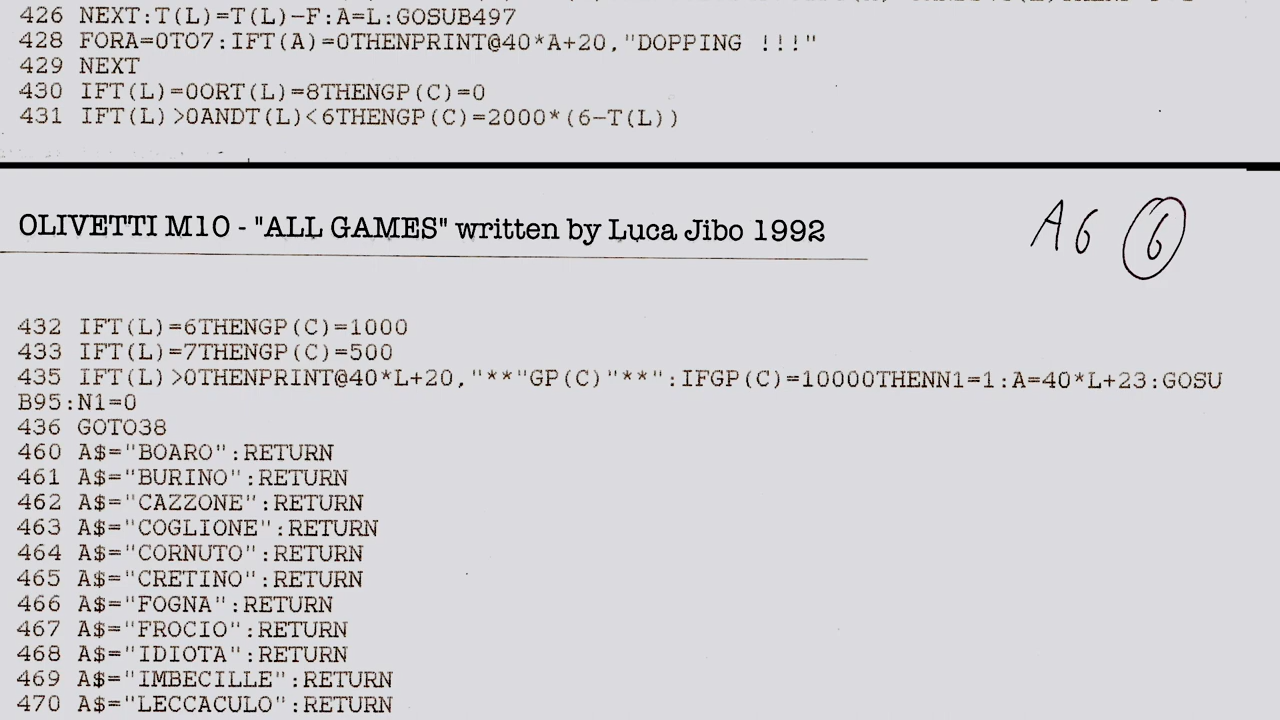 426 NEXT:T(L)=T(L)-F:A=L:GOSUB497
428 FORA=0TO7:IFT(A)=0THENPRINT@40*A+20,"DOPPING !!!"
429 NEXT
430 IFT(L)=0ORT(L)=8THENGP(C)=0
431 IFT(L)>0ANDT(L)<6THENGP(C)=2000*(6-T(L))
OLIVETTI M10 - "ALL GAMES" written by Luca Jibo 1992
A6 6
432 IFT(L)=6THENGP(C)=1000
433 IFT(L)=7THENGP(C)=500
435 IFT(L)>0THENPRINT@40*L+20,"**"GP(C)"**":IFGP(C)=10000THENN1=1:A=40*L+23:GOSU
B95:N1=0
436 GOTO38
460 A$="BOARO":RETURN
461 A$="BURINO":RETURN
462 A$="CAZZONE":RETURN
463 A$="COGLIONE":RETURN
464 A$="CORNUTO":RETURN
465 A$="CRETINO":RETURN
466 A$="FOGNA":RETURN
467 A$="FROCIO":RETURN
468 A$="IDIOTA":RETURN
469 A$="IMBECILLE":RETURN
470 A$="LECCACULO":RETURN